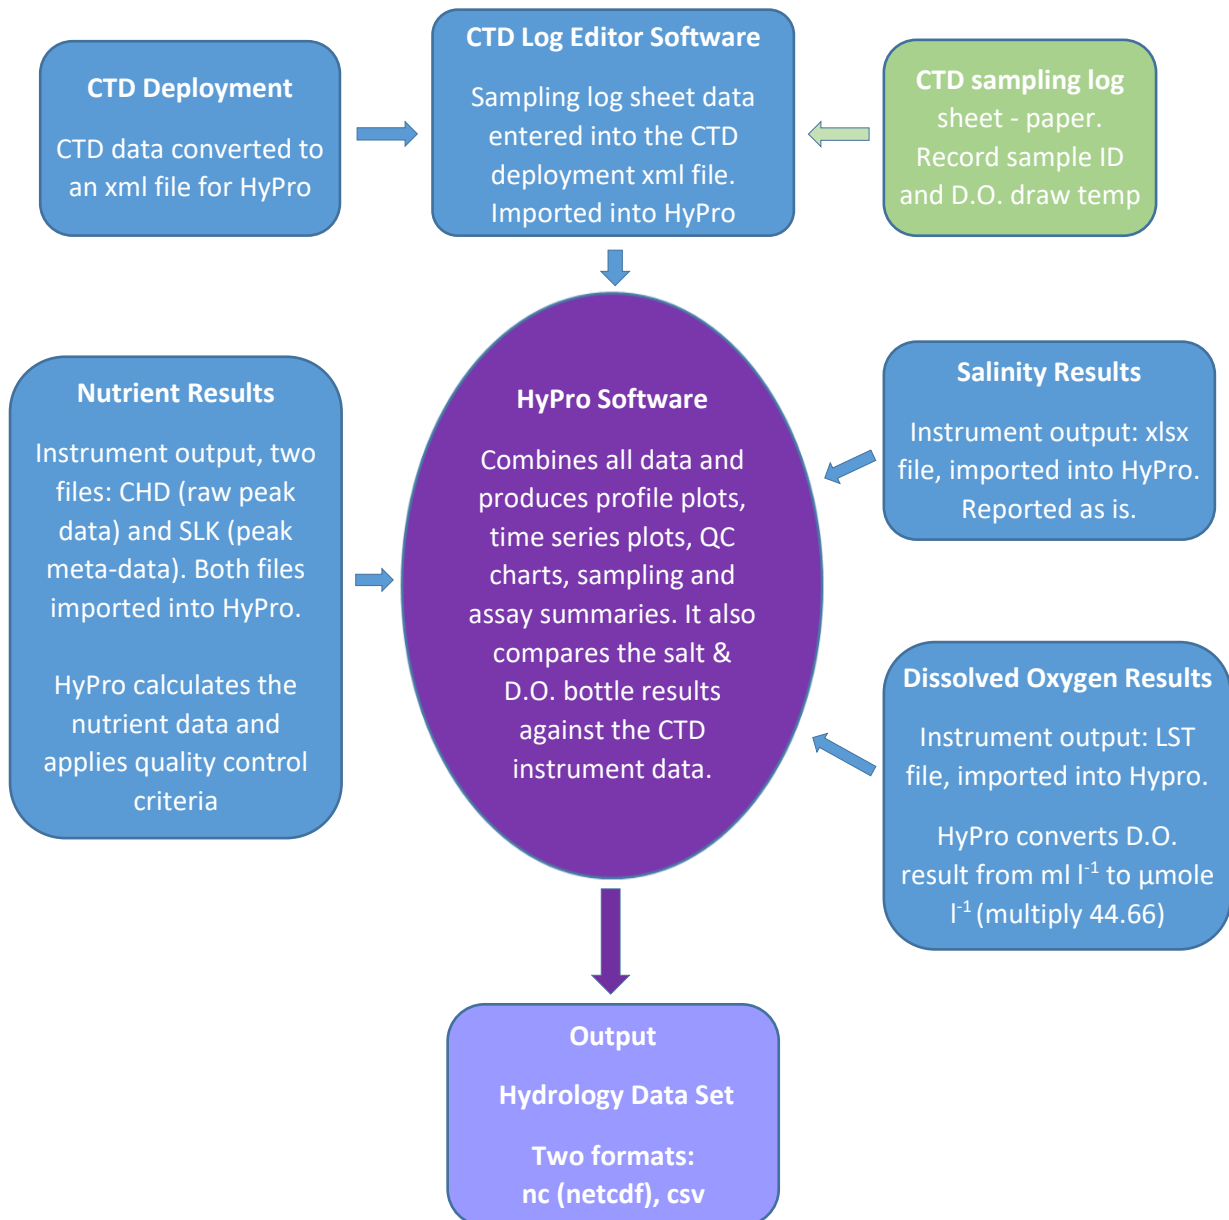 CTD Deployment
CTD data converted to
an xml file for HyPro
CTD Log Editor Software
Sampling log sheet data
entered into the CTD
deployment xml file.
Imported into HyPro
CTD sampling log
sheet - paper.
Record sample ID
and D.O. draw temp
Nutrient Results
Instrument output, two
files: CHD (raw peak
data) and SLK (peak
meta-data). Both files
imported into HyPro.
HyPro calculates the
nutrient data and
applies quality control
criteria
HyPro Software
Combines all data and
produces profile plots,
time series plots, QC
charts, sampling and
assay summaries. It also
compares the salt &
D.O. bottle results
against the CTD
instrument data.
Salinity Results
Instrument output: xlsx
file, imported into HyPro.
Reported as is.
Dissolved Oxygen Results
Instrument output: LST
file, imported into Hypro.
HyPro converts D.O.
result from ml l⁻¹ to µmole
l⁻¹ (multiply 44.66)
Output
Hydrology Data Set
Two formats:
nc (netcdf), csv